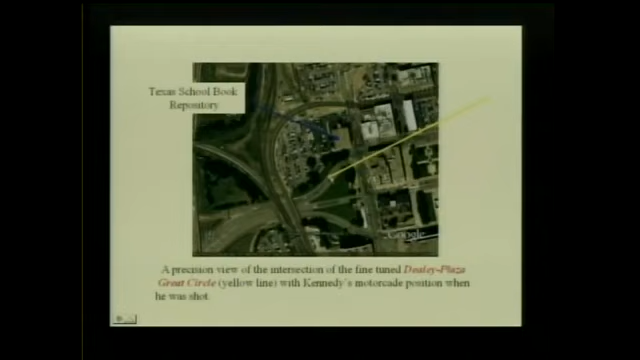 Texas School Book
Repository
Google
A precision view of the intersection of the fine tuned Dealey-Plaza
Great Circle (yellow line) with Kennedy's motorcade position when
he was shot.